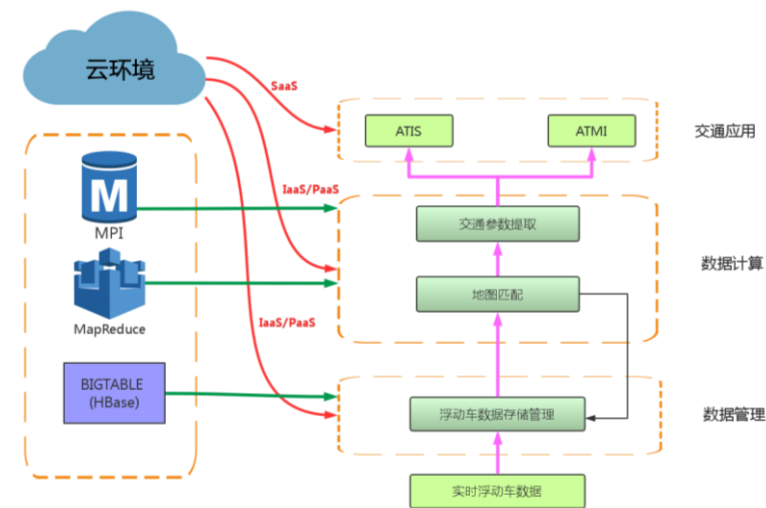 云环境
SaaS
ATIS
ATMI
交通应用
MPI
IaaS/PaaS
交通参数提取
数据计算
MapReduce
地图匹配
IaaS/PaaS
BIGTABLE
(HBase)
浮动车数据存储管理
数据管理
实时浮动车数据